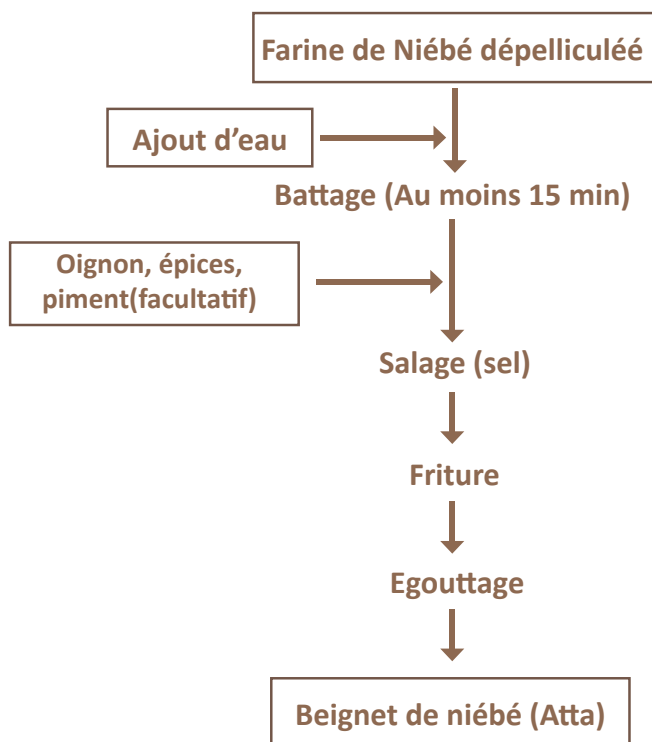 Farine de Niébé dépelliculéé
Ajout d’eau
Battage (Au moins 15 min)
Oignon, épices,
piment(facultatif)
Salage (sel)
Friture
Egouttage
Beignet de niébé (Atta)